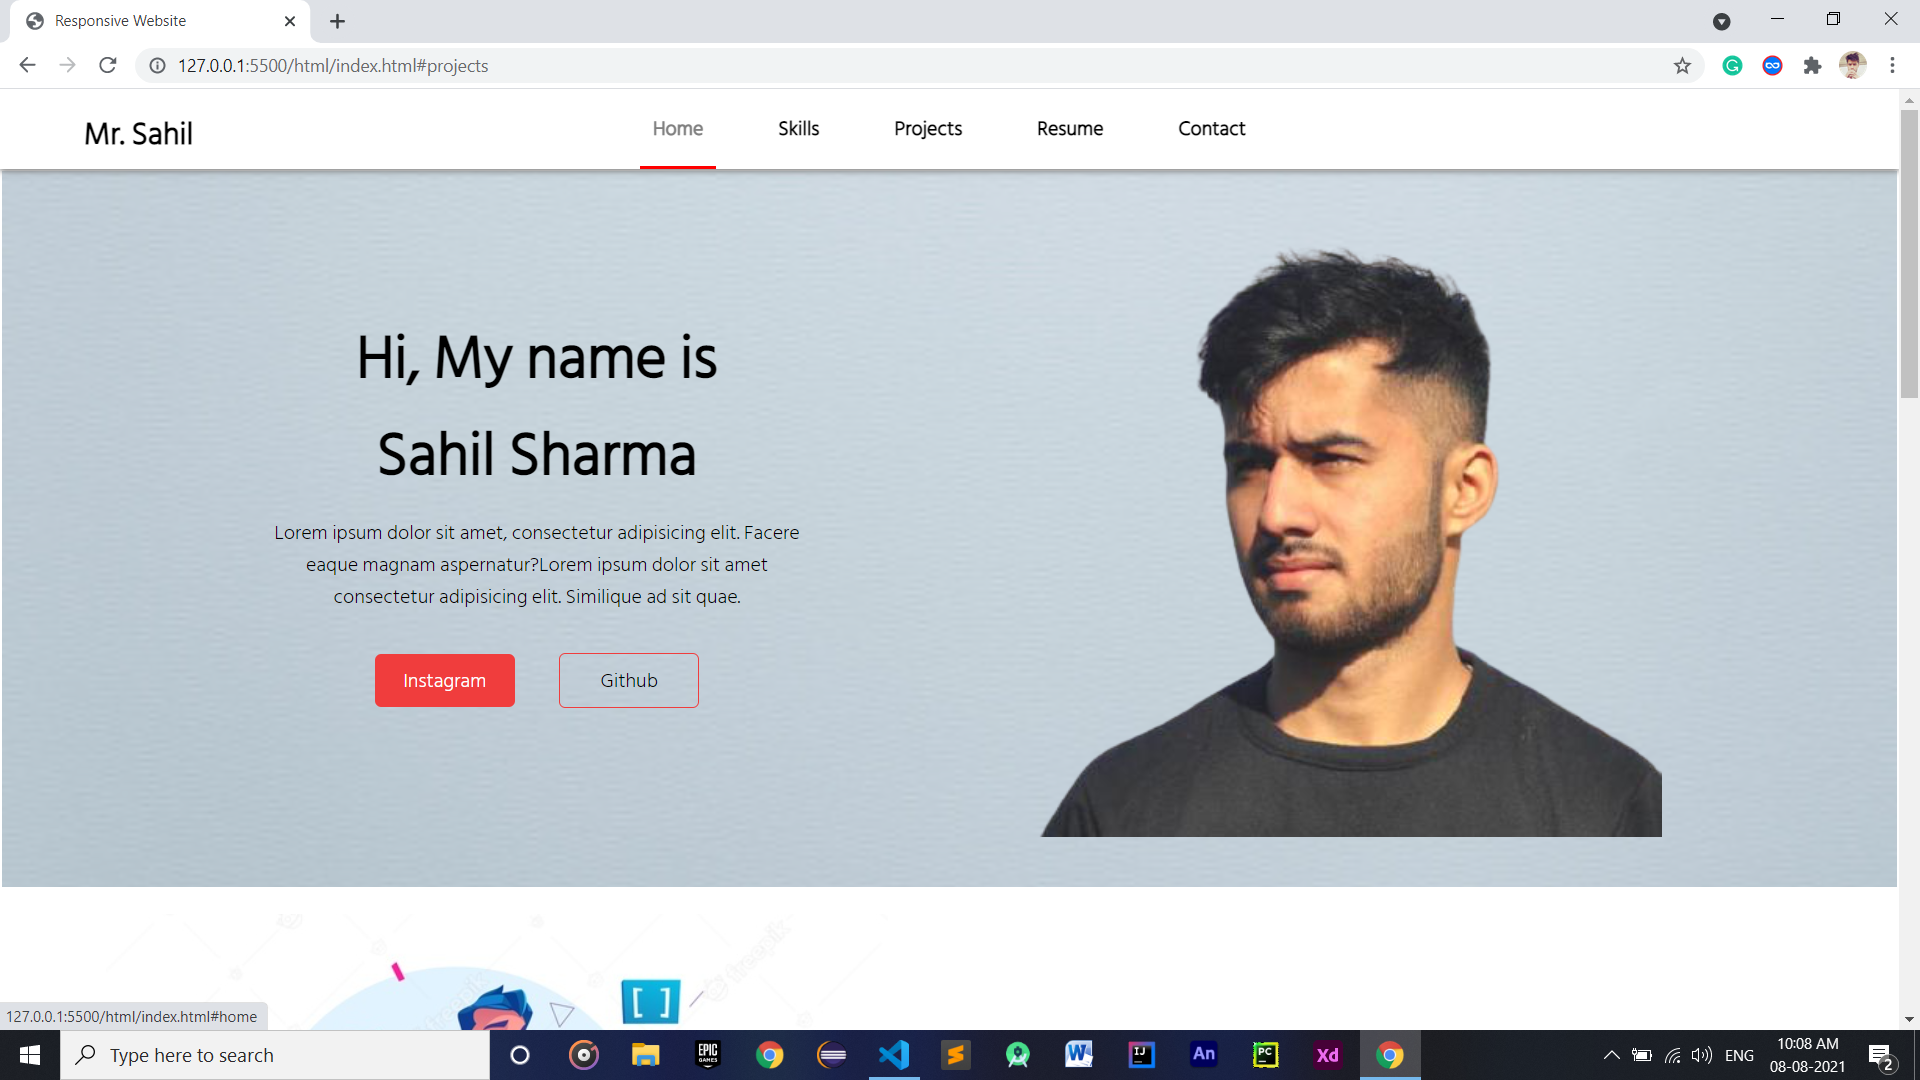 Responsive Website
127.0.0.1:5500/html/index.html#projects
Mr. Sahil
Home Skills Projects Resume Contact
Hi, My name is
Sahil Sharma
Lorem ipsum dolor sit amet, consectetur adipisicing elit. Facere
eaque magnam aspernatur?Lorem ipsum dolor sit amet
consectetur adipisicing elit. Similique ad sit quae.
Instagram Github
[ ]
freepik
127.0.0.1:5500/html/index.html#home
Type here to search
EPIC
GAMES
W
IJ
An
PC
Xd
ENG
10:08 AM
08-08-2021
2